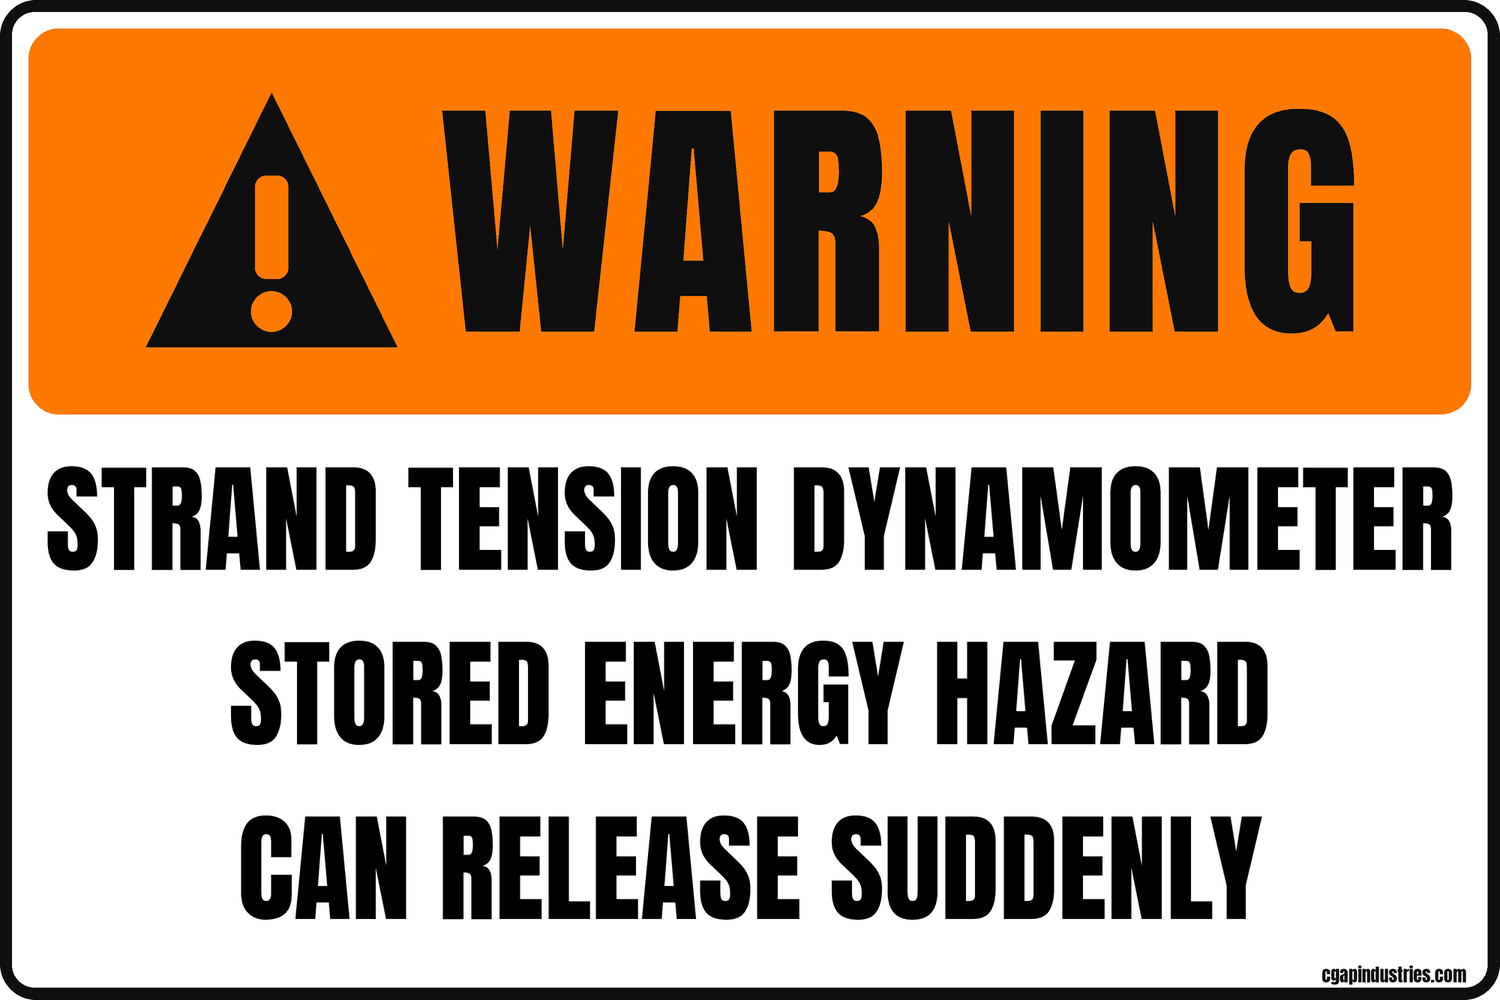 WARNING
STRAND TENSION DYNAMOMETER
STORED ENERGY HAZARD
CAN RELEASE SUDDENLY
cgapindustries.com